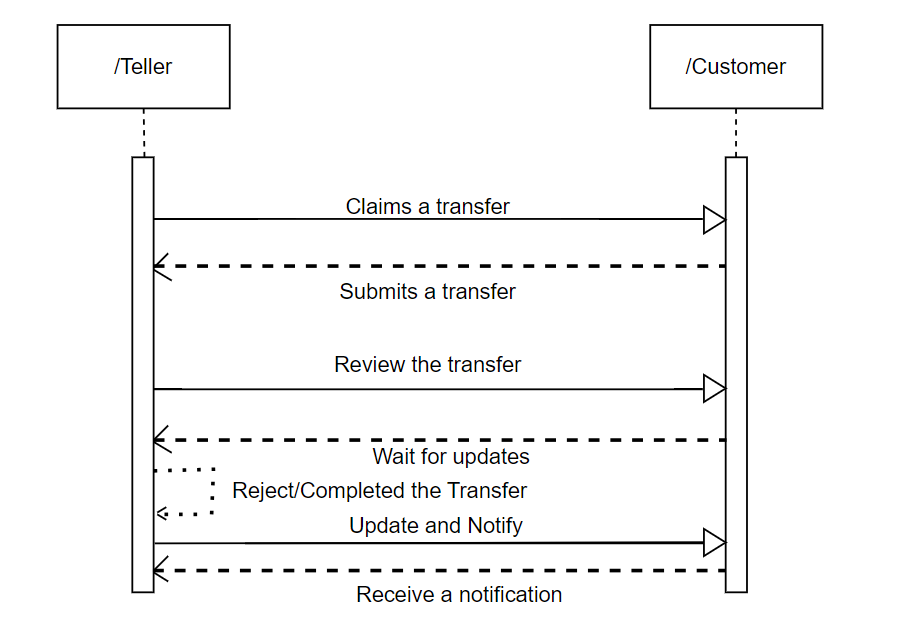 /Teller
/Customer
Claims a transfer
Submits a transfer
Review the transfer
Wait for updates
Reject/Completed the Transfer
Update and Notify
Receive a notification